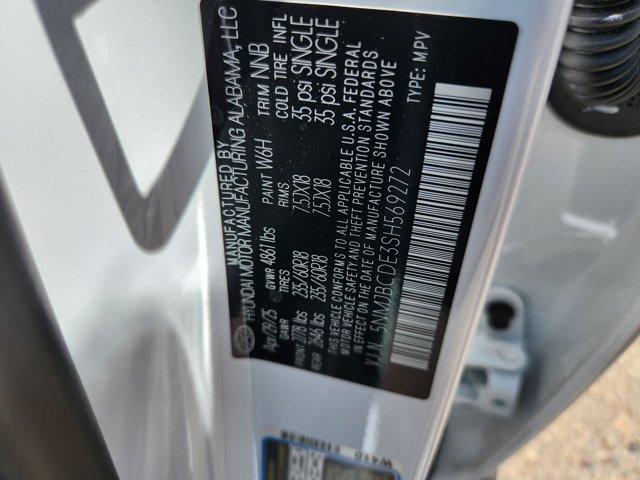 MANUFACTURED BY
HYUNDAI MOTOR MANUFACTURING ALABAMA, LLC
Apr/29/25 GVWR 4861 lbs PAINT W6H TRIM NNB
GAWR TIRES RIMS COLD TIRE INFL
FRONT 2778 lbs 235/60R18 7.5JX18 35 psi SINGLE
REAR 2646 lbs 235/60R18 7.5JX18 35 psi SINGLE
THIS VEHICLE CONFORMS TO ALL APPLICABLE U.S.A. FEDERAL
MOTOR VEHICLE SAFETY AND THEFT PREVENTION STANDARDS
IN EFFECT ON THE DATE OF MANUFACTURE SHOWN ABOVE
V.I.N. 5NMJBCDE3SH569272 TYPE: MPV
W410